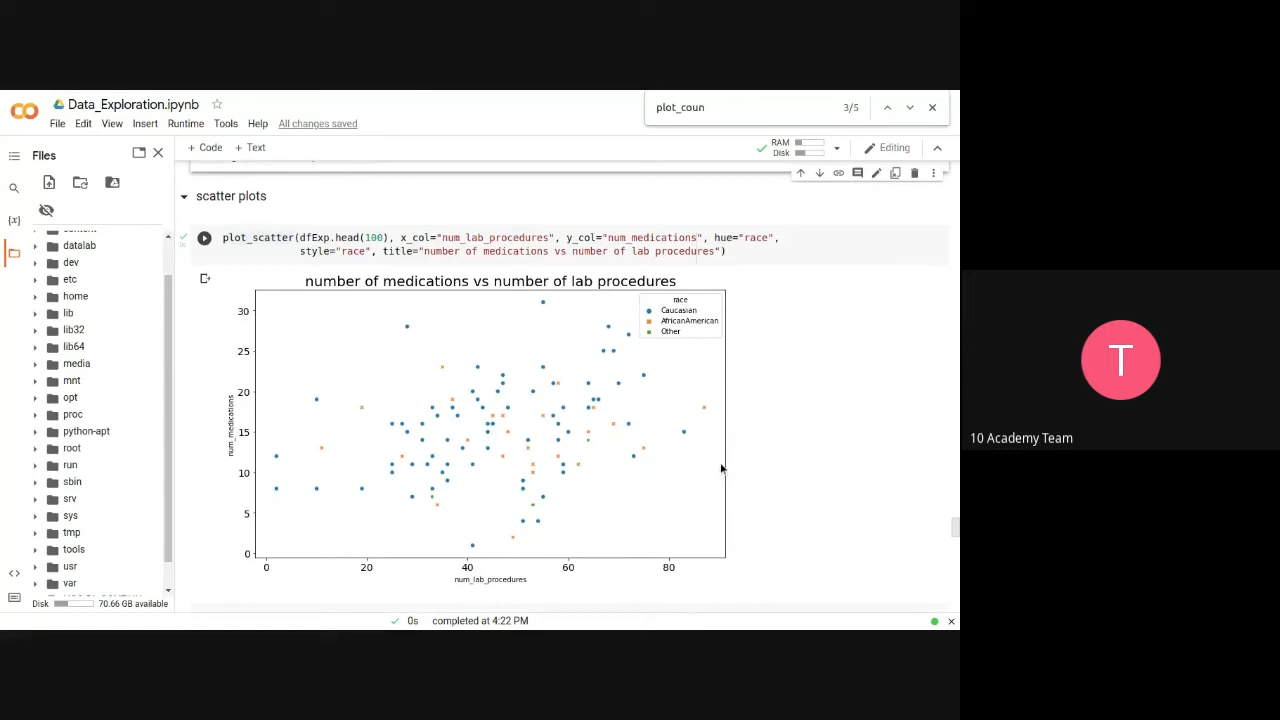 Data_Exploration.ipynb
plot_coun
3/5
File Edit View Insert Runtime Tools Help All changes saved
Files
+ Code + Text
RAM
Disk
Editing
scatter plots
datalab
dev
etc
home
lib
lib32
lib64
media
mnt
opt
proc
python-apt
root
run
sbin
srv
sys
tmp
tools
usr
var
Disk 70.66 GB available
0s
plot_scatter(dfExp.head(100), x_col="num_lab_procedures", y_col="num_medications", hue="race",
style="race", title="number of medications vs number of lab procedures")
number of medications vs number of lab procedures
race
Caucasian
AfricanAmerican
Other
30
25
20
15
10
5
0
num_medications
0 20 40 60 80
num_lab_procedures
0s completed at 4:22 PM
T
10 Academy Team